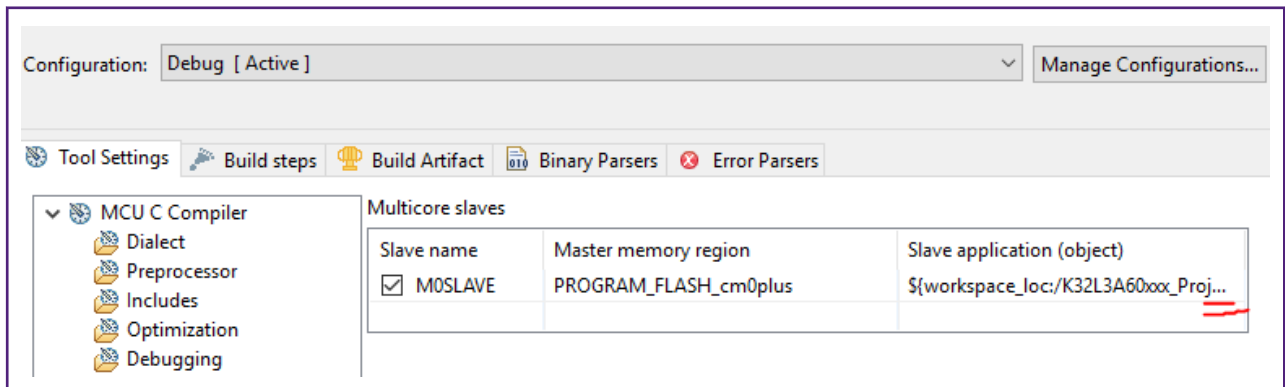 Configuration: Debug [ Active ] Manage Configurations...
Tool Settings Build steps Build Artifact Binary Parsers Error Parsers
MCU C Compiler
Dialect
Preprocessor
Includes
Optimization
Debugging
Multicore slaves
Slave name Master memory region Slave application (object)
M0SLAVE PROGRAM_FLASH_cm0plus ${workspace_loc:/K32L3A60xxx_Proj...